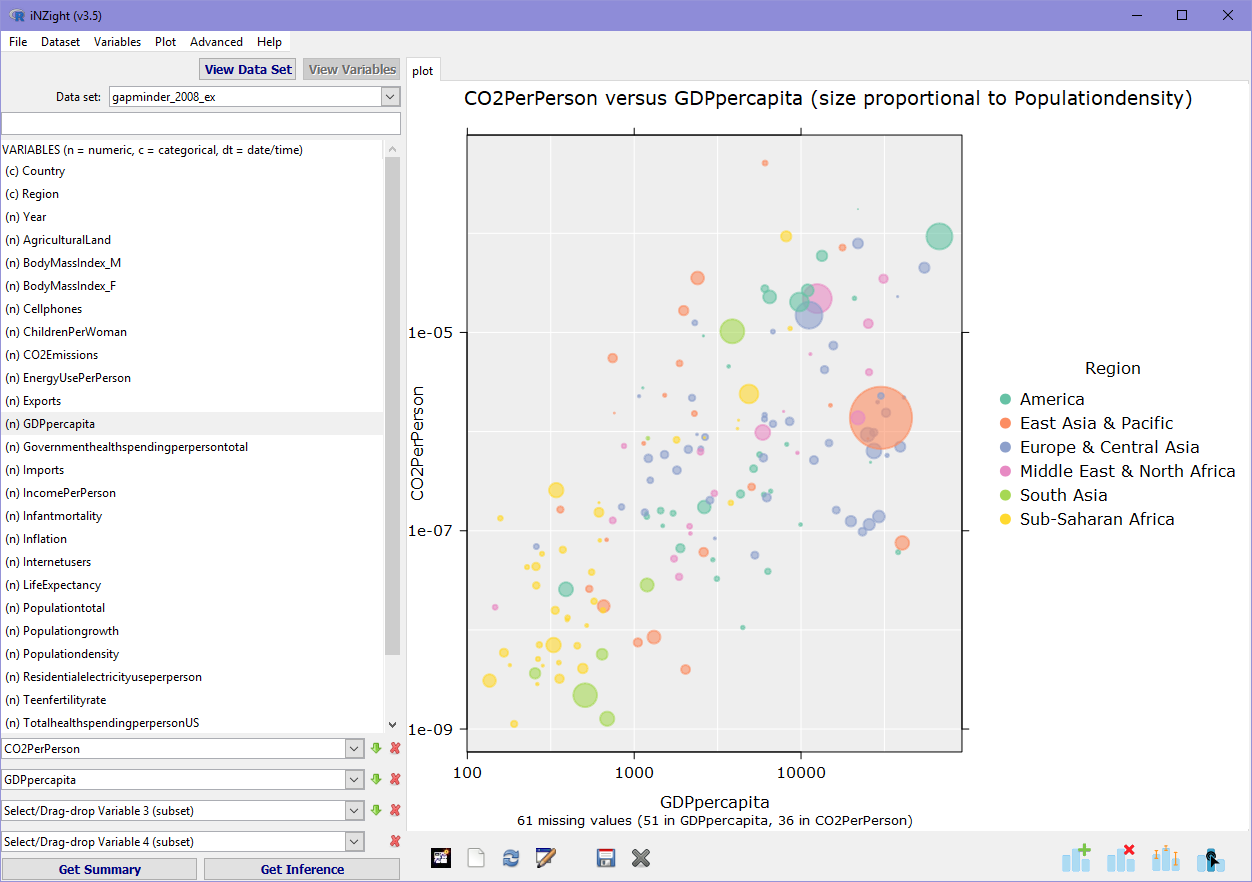 iNZight (v3.5)
File Dataset Variables Plot Advanced Help
View Data Set View Variables
Data set: gapminder_2008_ex
VARIABLES (n = numeric, c = categorical, dt = date/time)
(c) Country
(c) Region
(n) Year
(n) AgriculturalLand
(n) BodyMassIndex_M
(n) BodyMassIndex_F
(n) Cellphones
(n) ChildrenPerWoman
(n) CO2Emissions
(n) EnergyUsePerPerson
(n) Exports
(n) GDPpercapita
(n) Governmenthealthspendingperpersontotal
(n) Imports
(n) IncomePerPerson
(n) Infantmortality
(n) Inflation
(n) Internetusers
(n) LifeExpectancy
(n) Populationtotal
(n) Populationgrowth
(n) Populationdensity
(n) Residentialelectricityuseperperson
(n) Teenfertilityrate
(n) TotalhealthspendingperpersonUS
CO2PerPerson
GDPpercapita
Select/Drag-drop Variable 3 (subset)
Select/Drag-drop Variable 4 (subset)
Get Summary Get Inference
plot
CO2PerPerson versus GDPpercapita (size proportional to Populationdensity)
CO2PerPerson
1e-05
1e-07
1e-09
100 1000 10000
GDPpercapita
61 missing values (51 in GDPpercapita, 36 in CO2PerPerson)
Region
America
East Asia & Pacific
Europe & Central Asia
Middle East & North Africa
South Asia
Sub-Saharan Africa